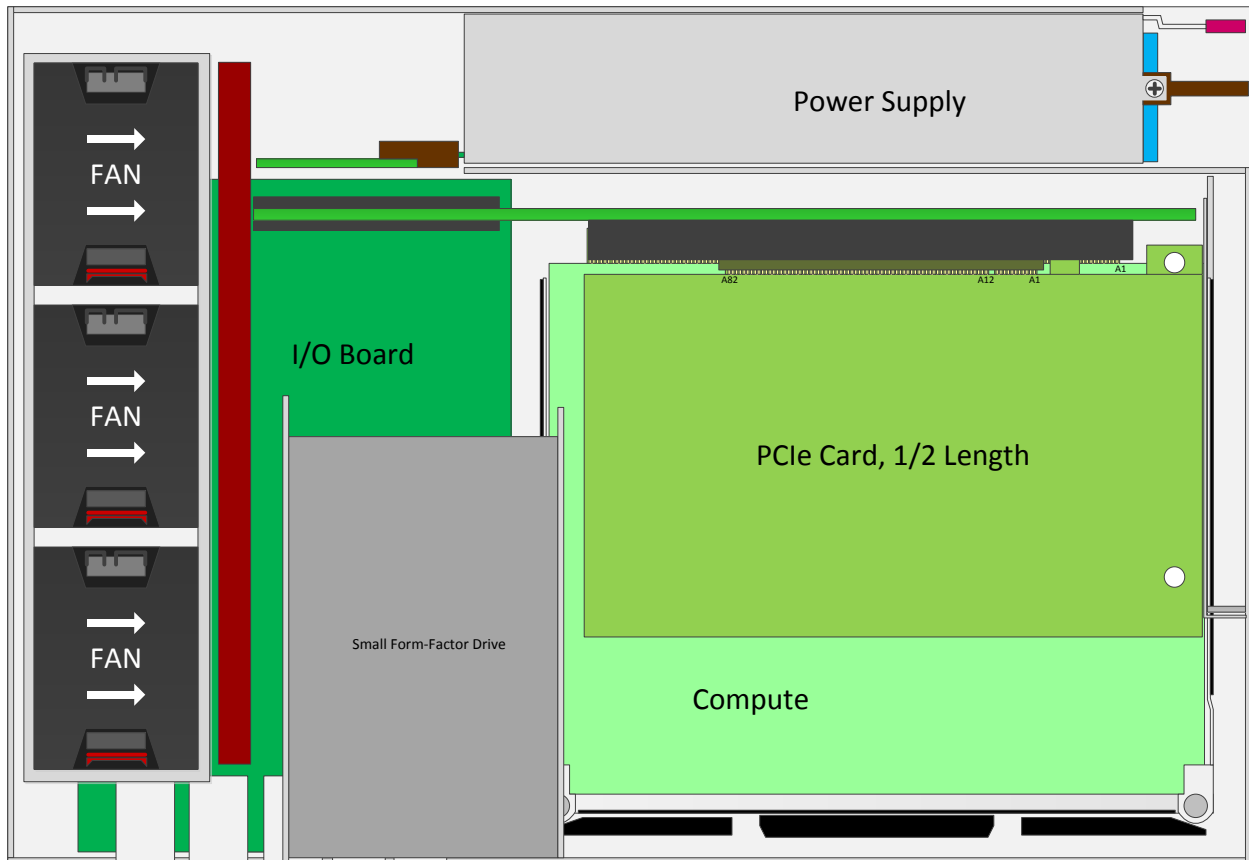 Power Supply
FAN
A82
A12
A1
A1
I/O Board
FAN
PCIe Card, 1/2 Length
Small Form-Factor Drive
FAN
Compute